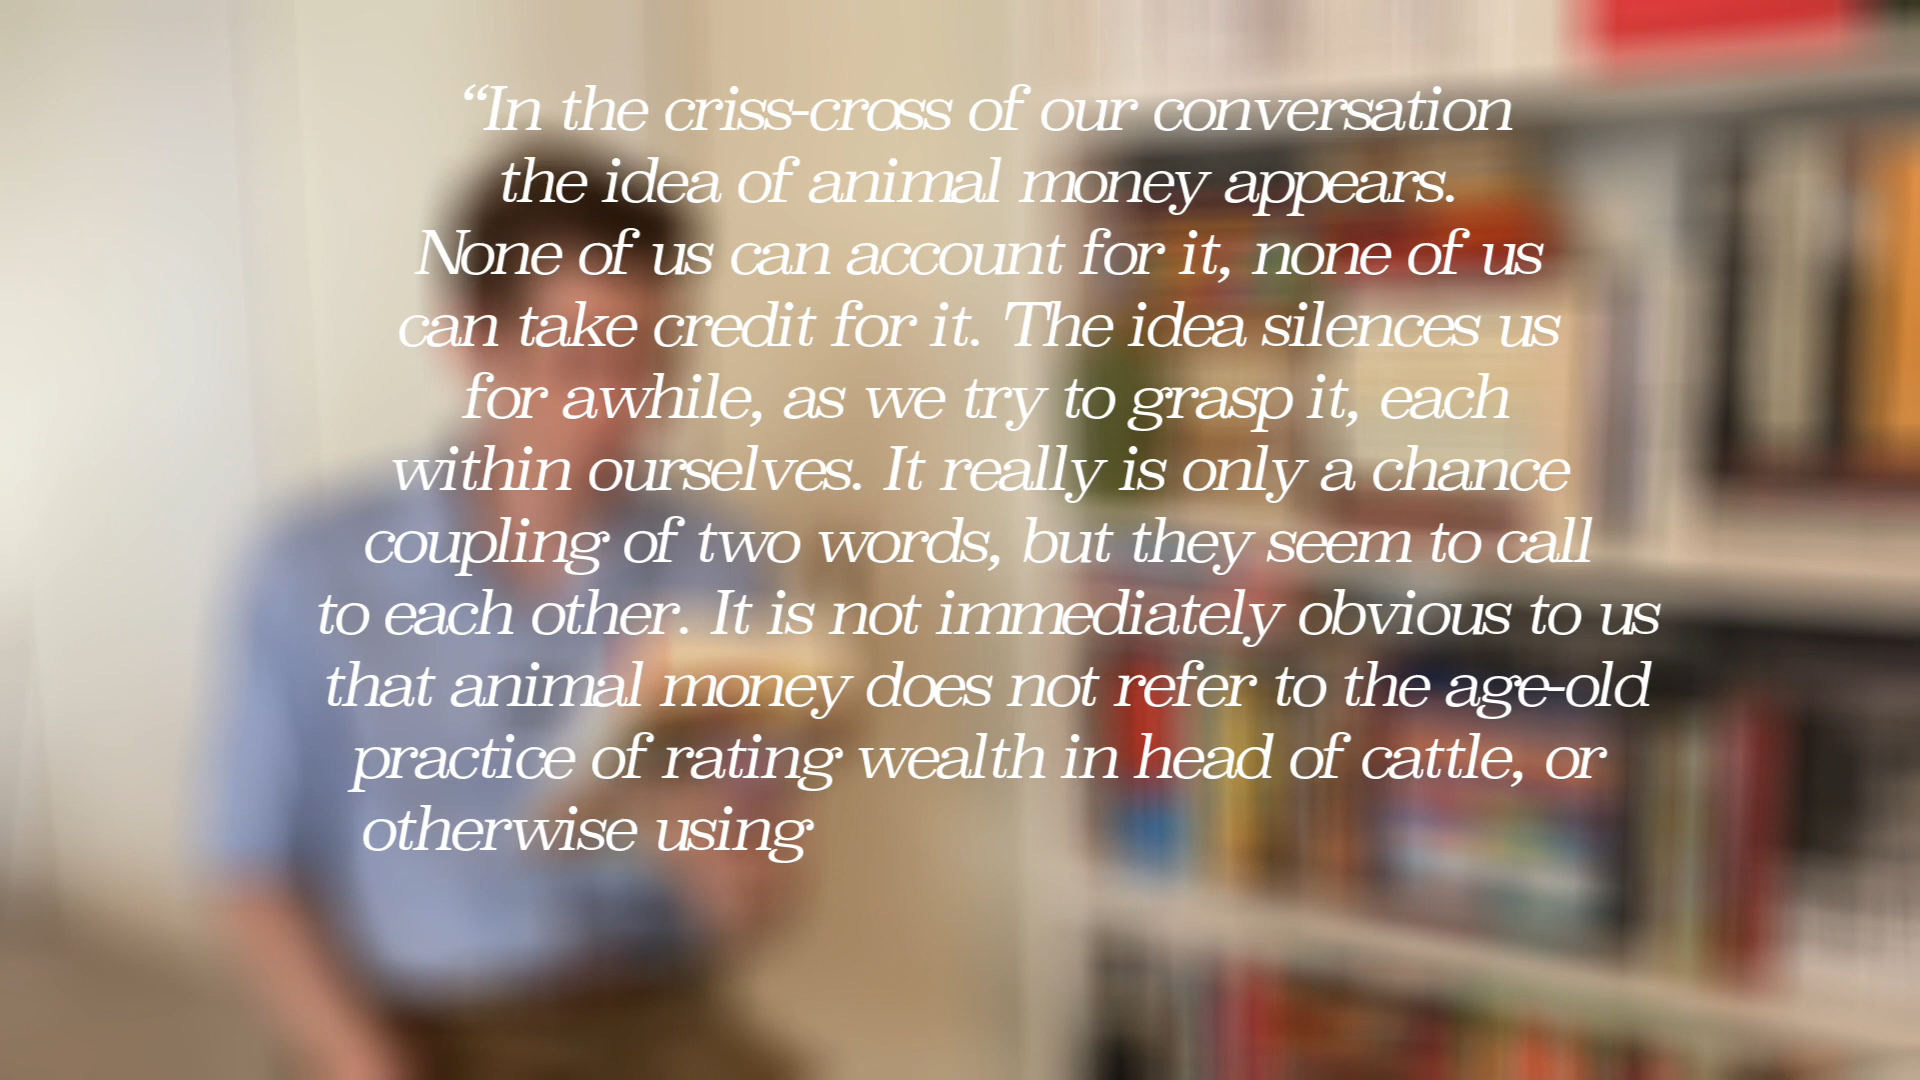 “In the criss-cross of our conversation
the idea of animal money appears.
None of us can account for it, none of us
can take credit for it. The idea silences us
for awhile, as we try to grasp it, each
within ourselves. It really is only a chance
coupling of two words, but they seem to call
to each other. It is not immediately obvious to us
that animal money does not refer to the age-old
practice of rating wealth in head of cattle, or
otherwise using